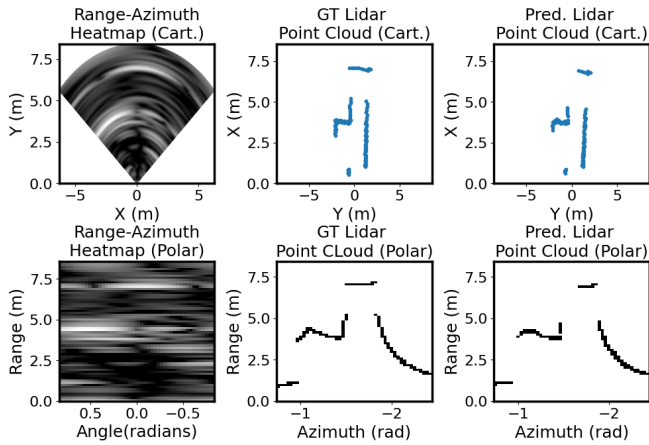 Range-Azimuth
Heatmap (Cart.)
GT Lidar
Point Cloud (Cart.)
Pred. Lidar
Point Cloud (Cart.)
7.5
5.0
2.5
0.0
Y (m)
−5
0
5
X (m)
7.5
5.0
2.5
0.0
X (m)
−5
0
5
Y (m)
7.5
5.0
2.5
0.0
X (m)
−5
0
5
Y (m)
Range-Azimuth
Heatmap (Polar)
GT Lidar
Point CLoud (Polar)
Pred. Lidar
Point Cloud (Polar)
7.5
5.0
2.5
0.0
Range (m)
0.5
0.0
−0.5
Angle(radians)
7.5
5.0
2.5
0.0
Range (m)
−1
−2
Azimuth (rad)
7.5
5.0
2.5
0.0
Range (m)
−1
−2
Azimuth (rad)